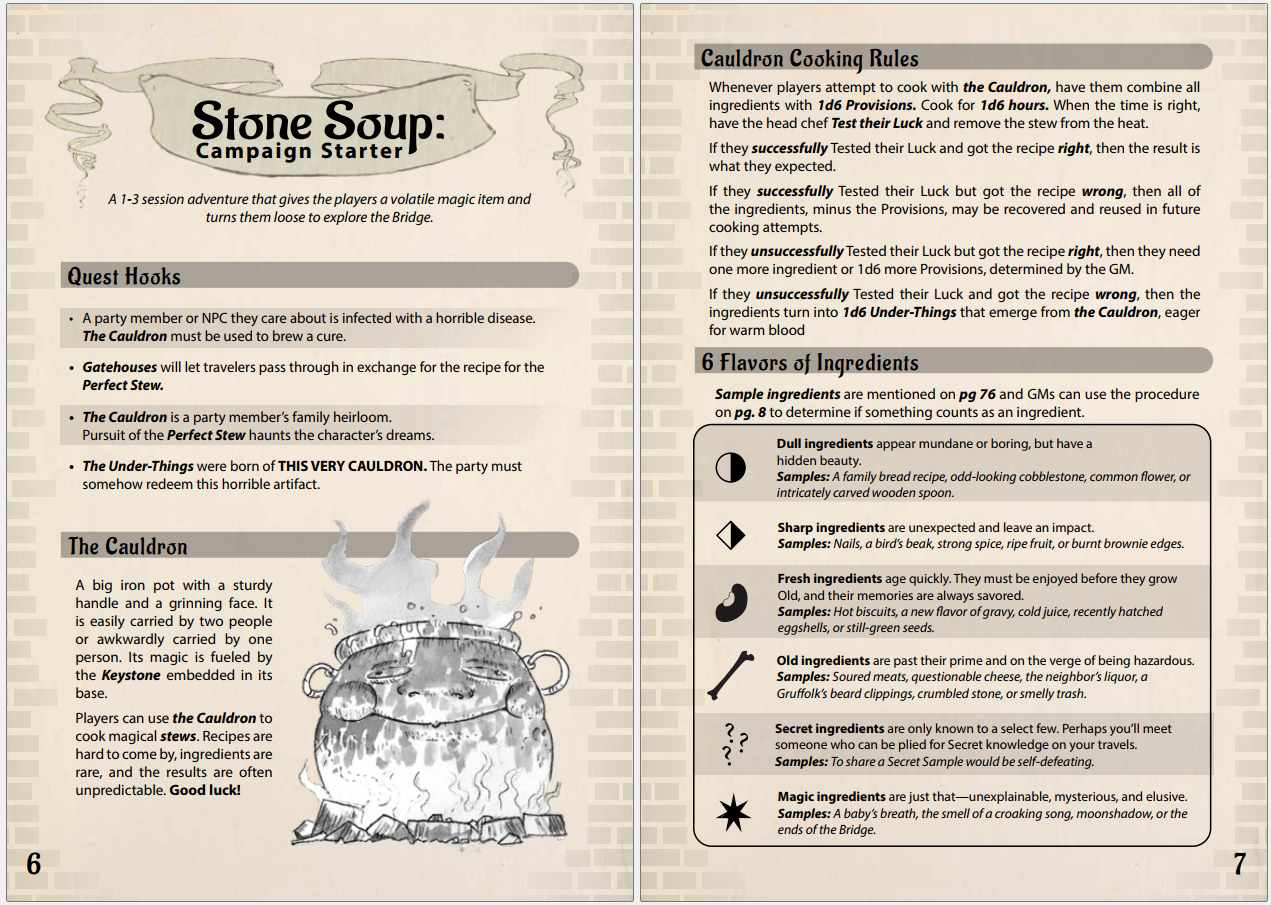 Stone Soup:
Campaign Starter
A 1-3 session adventure that gives the players a volatile magic item and
turns them loose to explore the Bridge.
Quest Hooks
• A party member or NPC they care about is infected with a horrible disease.
The Cauldron must be used to brew a cure.
• Gatehouses will let travelers pass through in exchange for the recipe for the
Perfect Stew.
• The Cauldron is a party member's family heirloom.
Pursuit of the Perfect Stew haunts the character's dreams.
• The Under-Things were born of THIS VERY CAULDRON. The party must
somehow redeem this horrible artifact.
The Cauldron
A big iron pot with a sturdy
handle and a grinning face. It
is easily carried by two people
or awkwardly carried by one
person. Its magic is fueled by
the Keystone embedded in its
base.
Players can use the Cauldron to
cook magical stews. Recipes are
hard to come by, ingredients are
rare, and the results are often
unpredictable. Good luck!
6
Cauldron Cooking Rules
Whenever players attempt to cook with the Cauldron, have them combine all
ingredients with 1d6 Provisions. Cook for 1d6 hours. When the time is right,
have the head chef Test their Luck and remove the stew from the heat.
If they successfully Tested their Luck and got the recipe right, then the result is
what they expected.
If they successfully Tested their Luck but got the recipe wrong, then all of
the ingredients, minus the Provisions, may be recovered and reused in future
cooking attempts.
If they unsuccessfully Tested their Luck but got the recipe right, then they need
one more ingredient or 1d6 more Provisions, determined by the GM.
If they unsuccessfully Tested their Luck and got the recipe wrong, then the
ingredients turn into 1d6 Under-Things that emerge from the Cauldron, eager
for warm blood
6 Flavors of Ingredients
Sample ingredients are mentioned on pg 76 and GMs can use the procedure
on pg. 8 to determine if something counts as an ingredient.
Dull ingredients appear mundane or boring, but have a
hidden beauty.
Samples: A family bread recipe, odd-looking cobblestone, common flower, or
intricately carved wooden spoon.
Sharp ingredients are unexpected and leave an impact.
Samples: Nails, a bird's beak, strong spice, ripe fruit, or burnt brownie edges.
Fresh ingredients age quickly. They must be enjoyed before they grow
Old, and their memories are always savored.
Samples: Hot biscuits, a new flavor of gravy, cold juice, recently hatched
eggshells, or still-green seeds.
Old ingredients are past their prime and on the verge of being hazardous.
Samples: Soured meats, questionable cheese, the neighbor's liquor, a
Gruffolk's beard clippings, crumbled stone, or smelly trash.
? ? ? ?
Secret ingredients are only known to a select few. Perhaps you'll meet
someone who can be plied for Secret knowledge on your travels.
Samples: To share a Secret Sample would be self-defeating.
Magic ingredients are just that—unexplainable, mysterious, and elusive.
Samples: A baby's breath, the smell of a croaking song, moonshadow, or the
ends of the Bridge.
7